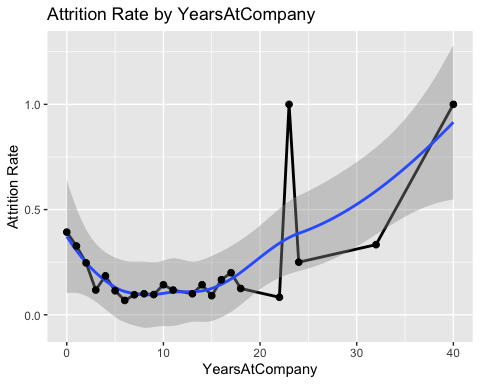 Attrition Rate by YearsAtCompany
Attrition Rate
1.0
0.5
0.0
0 10 20 30 40
YearsAtCompany